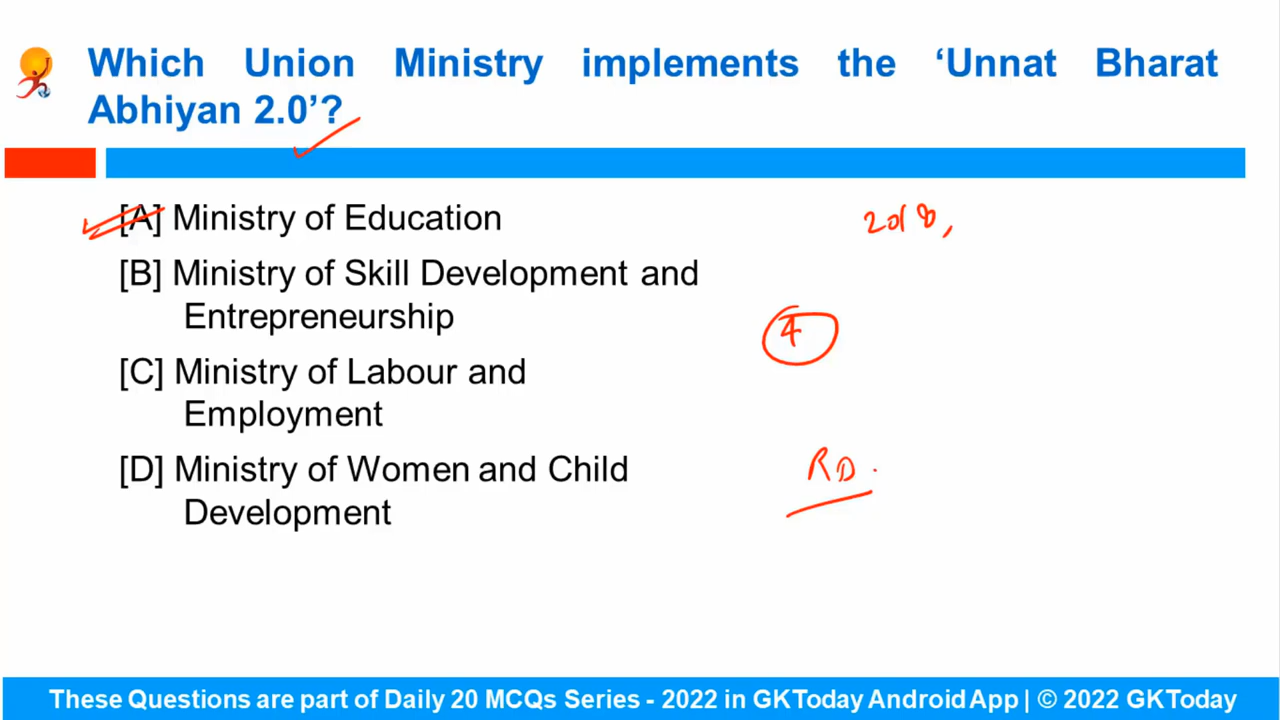 Which Union Ministry implements the ‘Unnat Bharat
Abhiyan 2.0’?
[A] Ministry of Education
2018,
[B] Ministry of Skill Development and
Entrepreneurship
[C] Ministry of Labour and
Employment
RD.
[D] Ministry of Women and Child
Development
These Questions are part of Daily 20 MCQs Series - 2022 in GKToday Android App | © 2022 GKToday